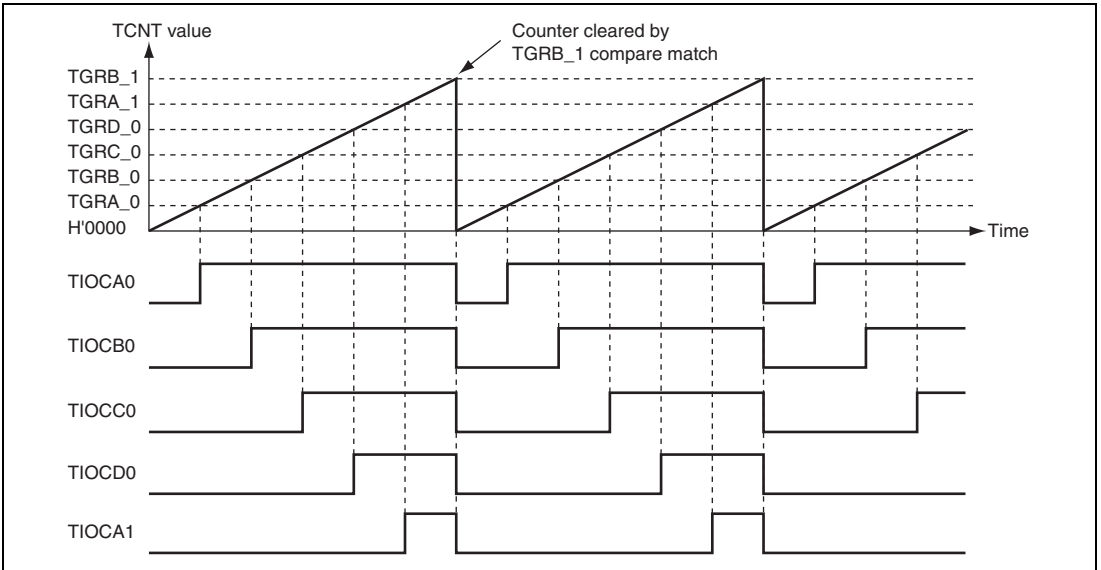 TCNT value
Counter cleared by
TGRB_1 compare match
TGRB_1
TGRA_1
TGRD_0
TGRC_0
TGRB_0
TGRA_0
H'0000
Time
TIOCA0
TIOCB0
TIOCC0
TIOCD0
TIOCA1